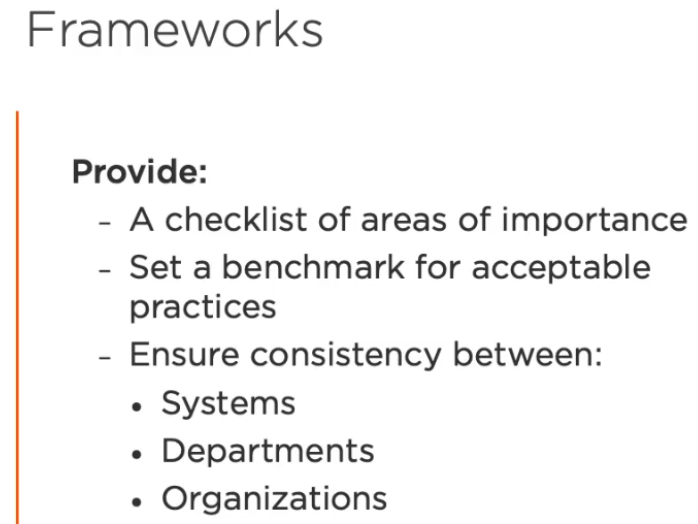 Frameworks
Provide:
- A checklist of areas of importance
- Set a benchmark for acceptable
practices
- Ensure consistency between:
• Systems
• Departments
• Organizations